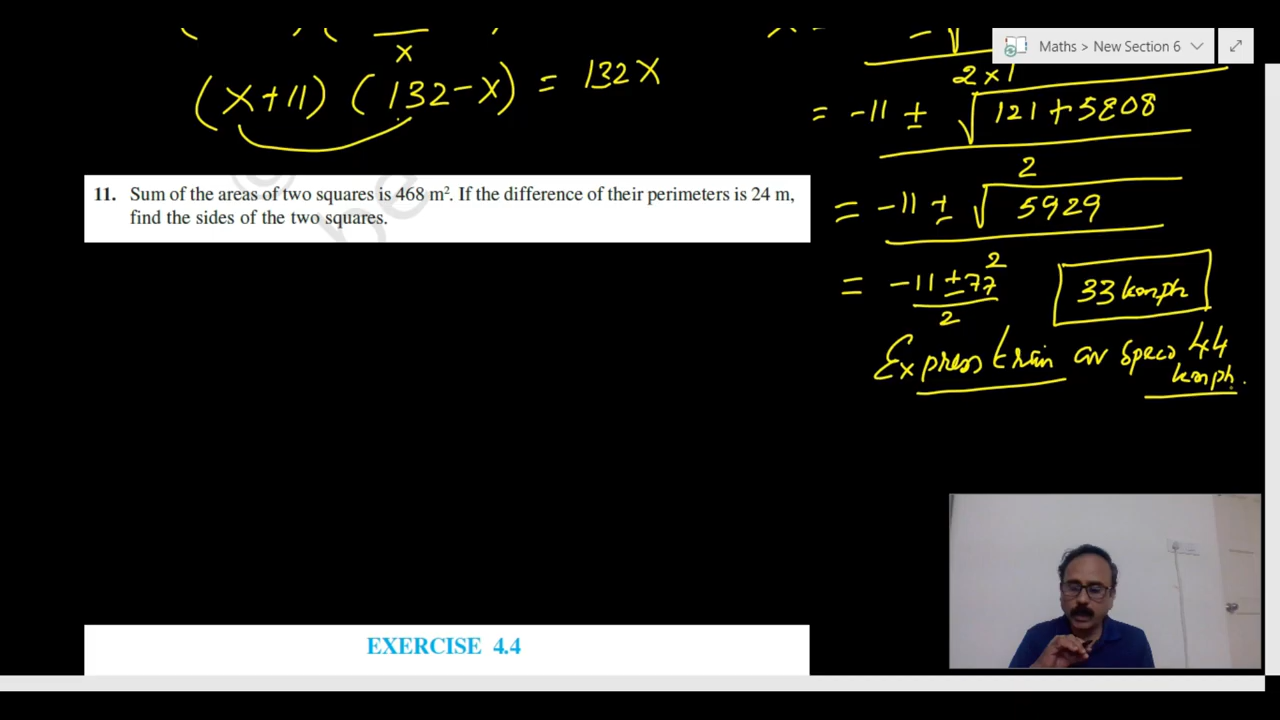 x
(x+11) (132-x) = 132x
11. Sum of the areas of two squares is 468 m². If the difference of their perimeters is 24 m,
find the sides of the two squares.
EXERCISE 4.4
Maths > New Section 6
2×1
= -11 ± √121+5808
2
= -11 ± √5929
2
= -11 ± 77
2
33 kmph
Express train av speed 44
kmph.